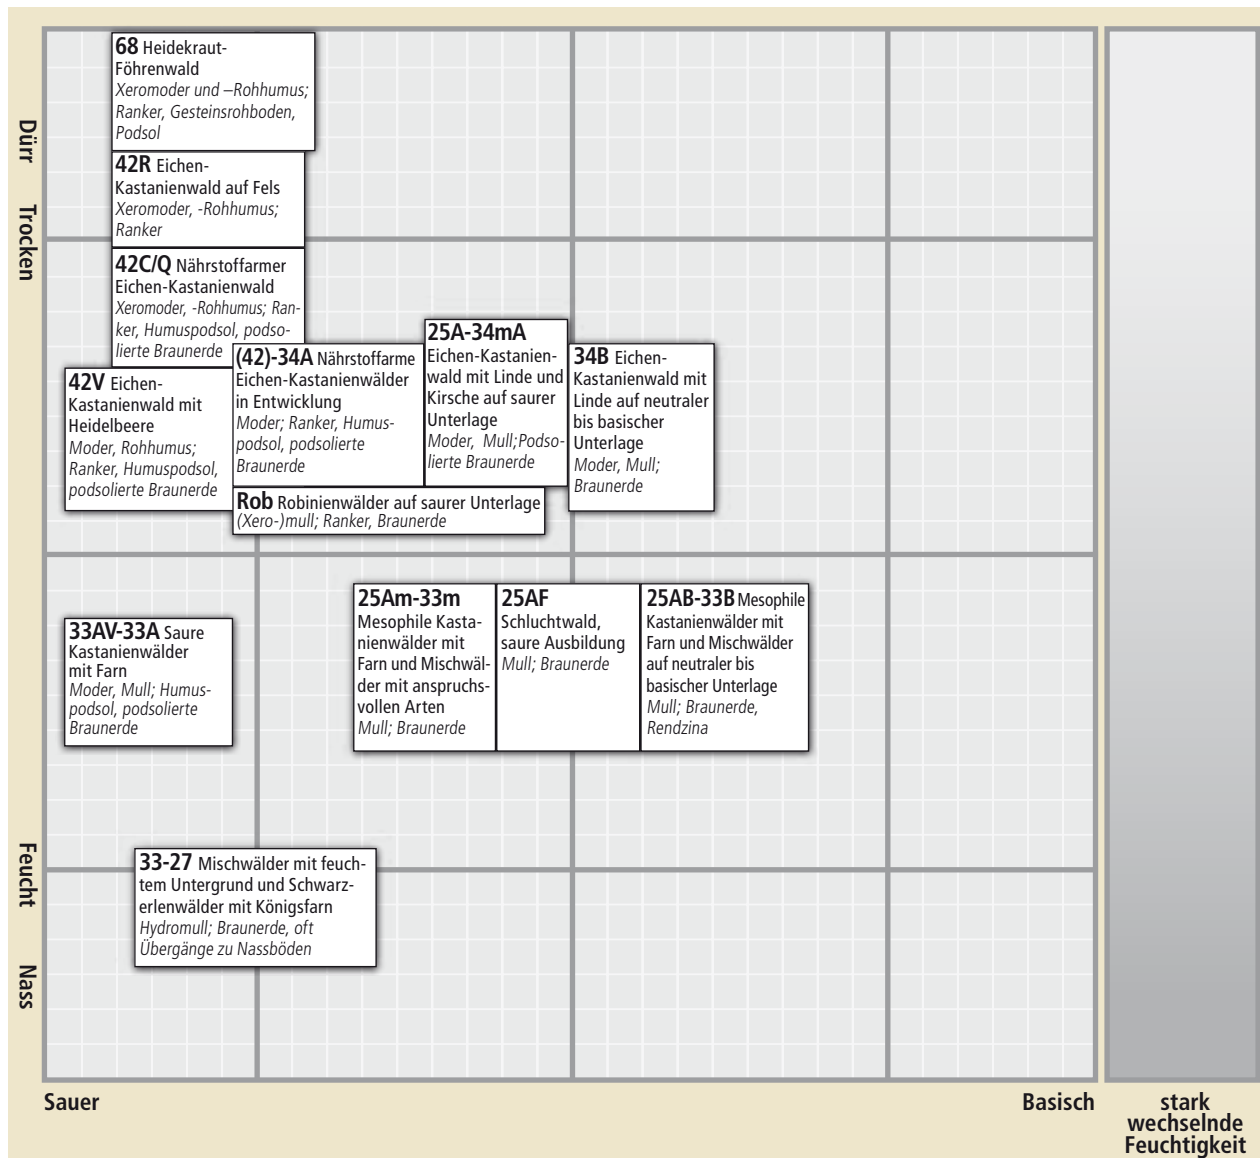 Dürr
Trocken
Feucht
Nass
68 Heidekraut-
Föhrenwald
Xeromoder und –Rohhumus;
Ranker, Gesteinsrohboden,
Podsol
42R Eichen-
Kastanienwald auf Fels
Xeromoder, -Rohhumus;
Ranker
42C/Q Nährstoffarmer
Eichen-Kastanienwald
Xeromoder, -Rohhumus; Ran-
ker, Humuspodsol, podso-
lierte Braunerde
42V Eichen-
Kastanienwald mit
Heidelbeere
Moder, Rohhumus;
Ranker, Humuspodsol,
podsolierte Braunerde
(42)-34A Nährstoffarme
Eichen-Kastanienwälder
in Entwicklung
Moder; Ranker, Humus-
podsol, podsolierte
Braunerde
25A-34mA
Eichen-Kastanien-
wald mit Linde und
Kirsche auf saurer
Unterlage
Moder, Mull;Podso-
lierte Braunerde
34B Eichen-
Kastanienwald mit
Linde auf neutraler
bis basischer
Unterlage
Moder, Mull;
Braunerde
Rob Robinienwälder auf saurer Unterlage
(Xero-)mull; Ranker, Braunerde
33AV-33A Saure
Kastanienwälder
mit Farn
Moder, Mull; Humus-
podsol, podsolierte
Braunerde
25Am-33m
Mesophile Kasta-
nienwälder mit
Farn und Mischwäl-
der mit anspruchs-
vollen Arten
Mull; Braunerde
25AF
Schluchtwald,
saure Ausbildung
Mull; Braunerde
25AB-33B Mesophile
Kastanienwälder mit
Farn und Mischwälder
auf neutraler bis
basischer Unterlage
Mull; Braunerde,
Rendzina
33-27 Mischwälder mit feuch-
tem Untergrund und Schwarz-
erlenwälder mit Königsfarn
Hydromull; Braunerde, oft
Übergänge zu Nassböden
Sauer
Basisch
stark
wechselnde
Feuchtigkeit